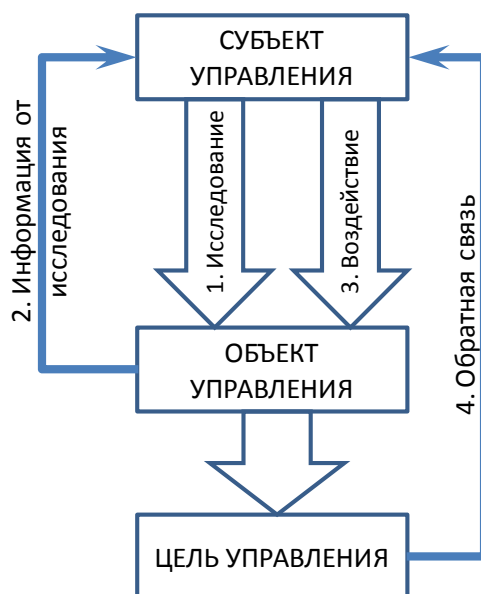 СУБЪЕКТ
УПРАВЛЕНИЯ
2. Информация от
исследования
1. Исследование
3. Воздействие
4. Обратная связь
ОБЪЕКТ
УПРАВЛЕНИЯ
ЦЕЛЬ УПРАВЛЕНИЯ